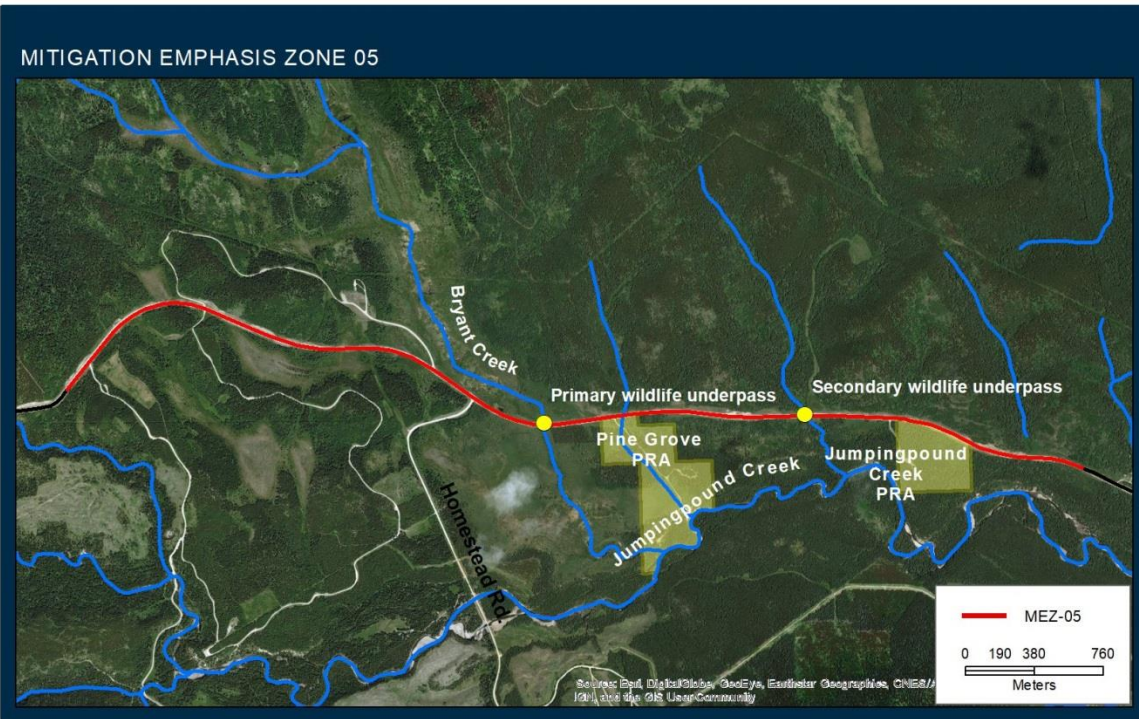 MITIGATION EMPHASIS ZONE 05
Bryant Creek
Primary wildlife underpass
Secondary wildlife underpass
Pine Grove
PRA
Jumpingpound Creek
Jumpingpound
Creek
PRA
Homestead Rd.
MEZ-05
0 190 380 760
Meters
Source: Esri, DigitalGlobe, GeoEye, Earthstar Geographics, CNES/A
IGN, and the GIS User Community